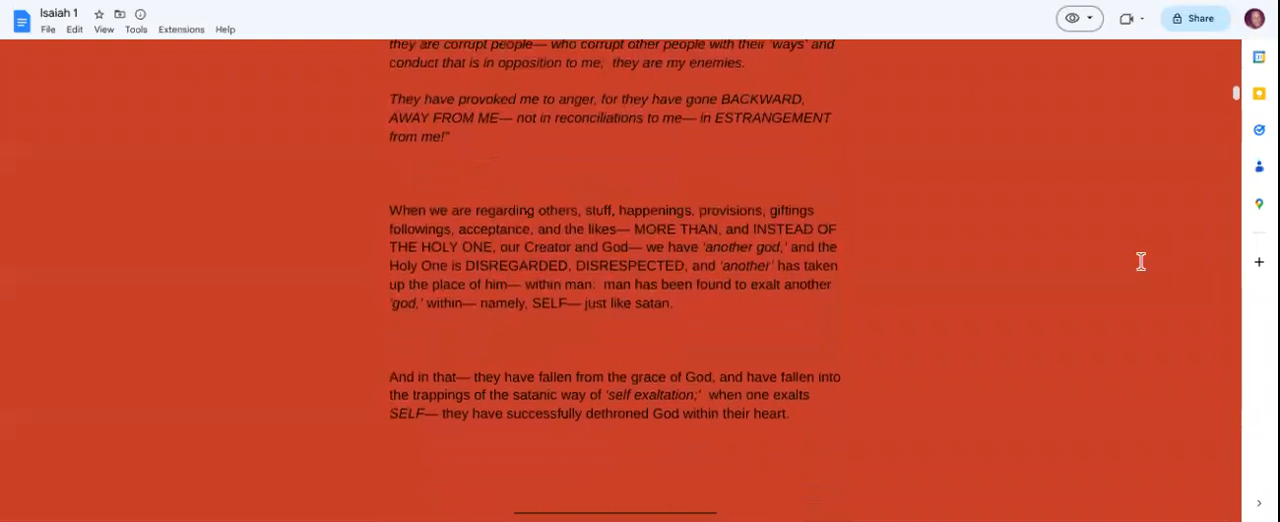 Isaiah 1
File Edit View Tools Extensions Help
Share
they are corrupt people— who corrupt other people with their 'ways' and
conduct that is in opposition to me; they are my enemies.
They have provoked me to anger, for they have gone BACKWARD,
AWAY FROM ME— not in reconciliations to me— in ESTRANGEMENT
from me!"
When we are regarding others, stuff, happenings, provisions, giftings
followings, acceptance, and the likes— MORE THAN, and INSTEAD OF
THE HOLY ONE, our Creator and God— we have 'another god,' and the
Holy One is DISREGARDED, DISRESPECTED, and 'another' has taken
up the place of him— within man: man has been found to exalt another
'god,' within— namely, SELF— just like satan.
And in that— they have fallen from the grace of God, and have fallen into
the trappings of the satanic way of 'self exaltation;' when one exalts
SELF— they have successfully dethroned God within their heart.